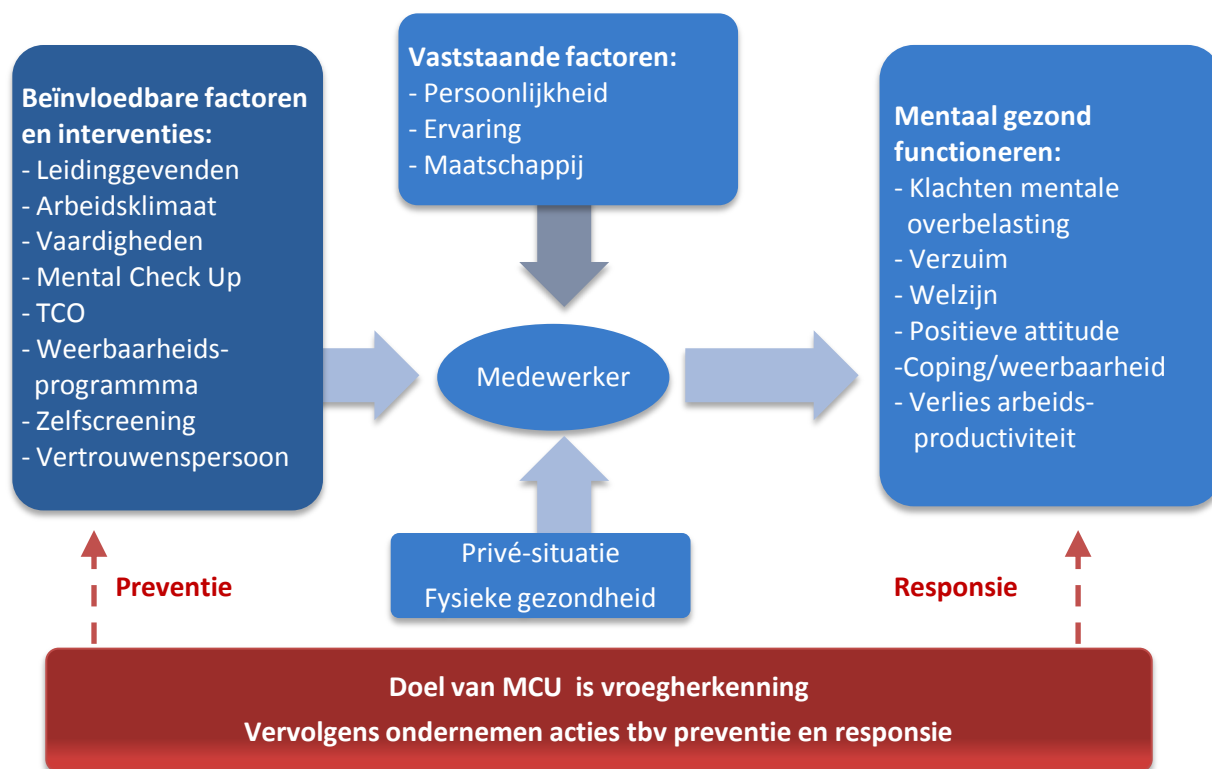 Beïnvloedbare factoren
en interventies:
- Leidinggevenden
- Arbeidsklimaat
- Vaardigheden
- Mental Check Up
- TCO
- Weerbaarheids-
programmma
- Zelfscreening
- Vertrouwenspersoon
Vaststaande factoren:
- Persoonlijkheid
- Ervaring
- Maatschappij
Medewerker
Privé-situatie
Fysieke gezondheid
Mentaal gezond
functioneren:
- Klachten mentale
overbelasting
- Verzuim
- Welzijn
- Positieve attitude
-Coping/weerbaarheid
- Verlies arbeids-
productiviteit
Preventie
Responsie
Doel van MCU is vroegherkenning
Vervolgens ondernemen acties tbv preventie en responsie